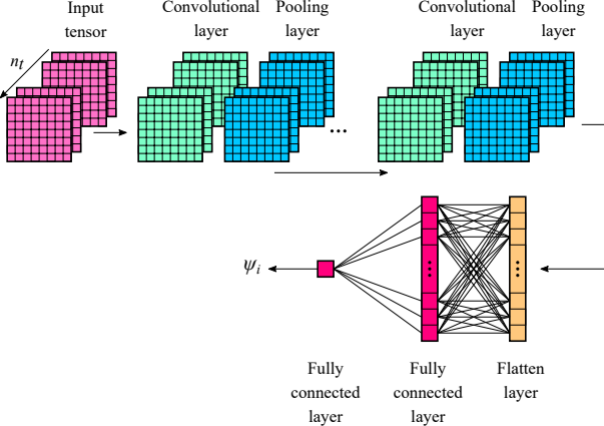 Input
tensor
Convolutional
layer
Pooling
layer
Convolutional
layer
Pooling
layer
n_t
...
ψ_i
Fully
connected
layer
Fully
connected
layer
Flatten
layer